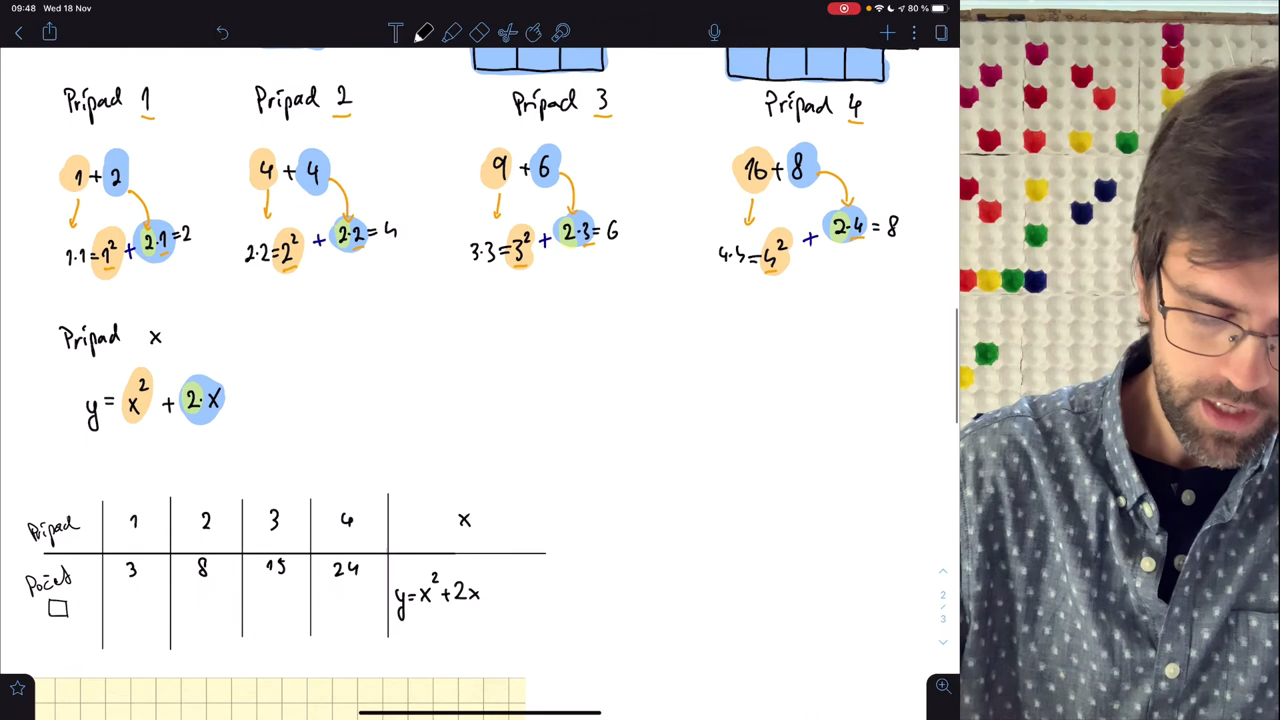 09:48 Wed 18 Nov
80 %
Prípad 1 Prípad 2 Prípad 3 Prípad 4
1 + 2 4 + 4 9 + 6 16 + 8
1·1 = 1² + 2·1 = 2 2·2 = 2² + 2·2 = 4 3·3 = 3² + 2·3 = 6 4·4 = 4² + 2·4 = 8
Prípad x
y = x² + 2·x
Prípad 1 2 3 4 x
Počet 3 8 15 24
y = x² + 2x
2
/
3